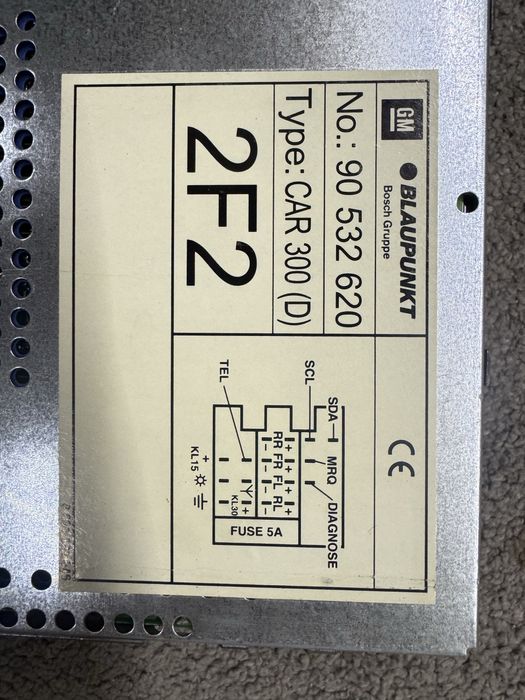 GM
BLAUPUNKT
Bosch Gruppe
No.: 90 532 620
Type: CAR 300 (D)
2F2
CE
SDA
MRQ
DIAGNOSE
SCL
+ + + +
RR FR FL RL
- - - -
TEL
+
KL30
+
KL15
FUSE 5A